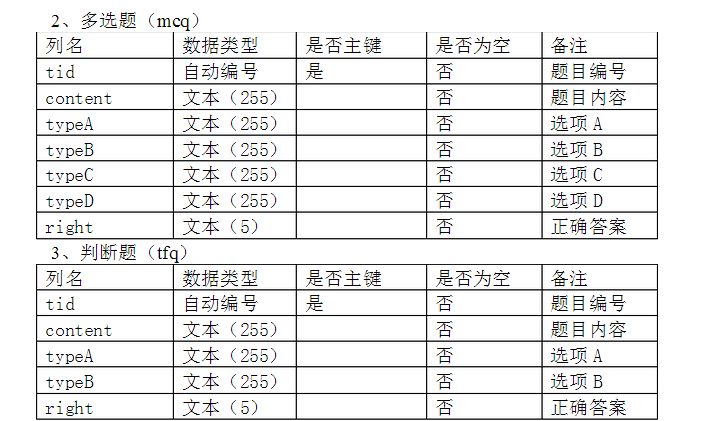 2、多选题（mcq）
列名 数据类型 是否主键 是否为空 备注
tid 自动编号 是 否 题目编号
content 文本（255） 否 题目内容
typeA 文本（255） 否 选项 A
typeB 文本（255） 否 选项 B
typeC 文本（255） 否 选项 C
typeD 文本（255） 否 选项 D
right 文本（5） 否 正确答案
3、判断题（tfq）
列名 数据类型 是否主键 是否为空 备注
tid 自动编号 是 否 题目编号
content 文本（255） 否 题目内容
typeA 文本（255） 否 选项 A
typeB 文本（255） 否 选项 B
right 文本（5） 否 正确答案